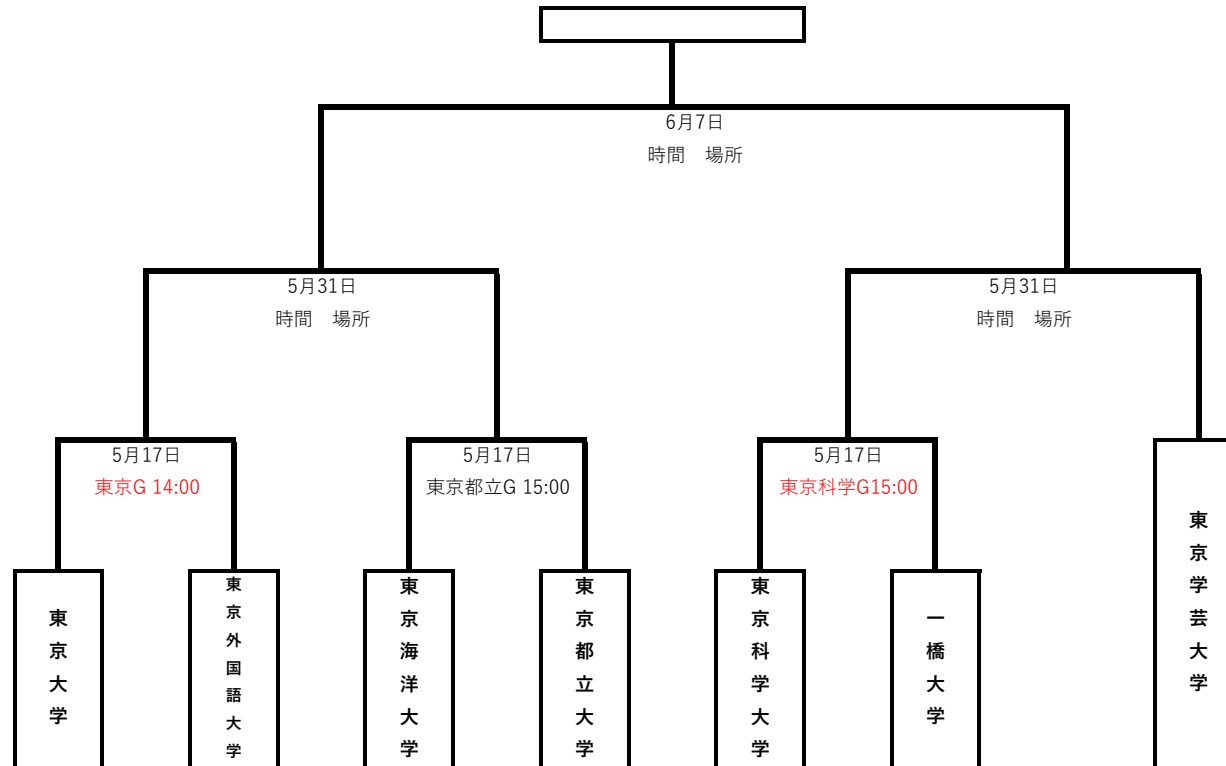 6月7日
時間　場所
5月31日
時間　場所
5月31日
時間　場所
5月17日
東京G 14:00
5月17日
東京都立G 15:00
5月17日
東京科学G15:00
東京大学
東京外国語大学
東京海洋大学
東京都立大学
東京科学大学
一橋大学
東京学芸大学